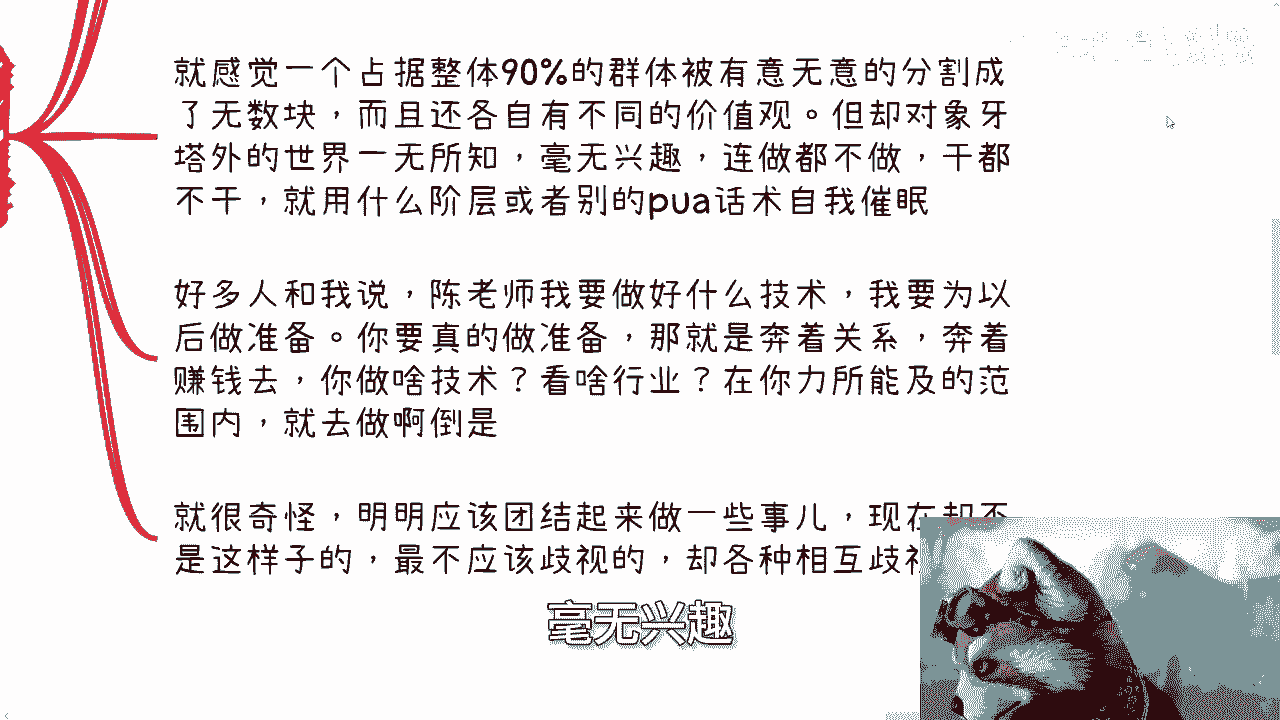 就感觉一个占据整体90%的群体被有意无意的分割成
了无数块，而且还各自有不同的价值观。但却对象牙
塔外的世界一无所知，毫无兴趣，连做都不做，干都
不干，就用什么阶层或者别的pua话术自我催眠
好多人和我说，陈老师我要做好什么技术，我要为以
后做准备。你要真的做准备，那就是奔着关系，奔着
赚钱去，你做啥技术？看啥行业？在你力所能及的范
围内，就去做啊倒是
就很奇怪，明明应该团结起来做一些事儿，现在却不
是这样子的，最不应该歧视的，却各种相互歧视
毫无兴趣